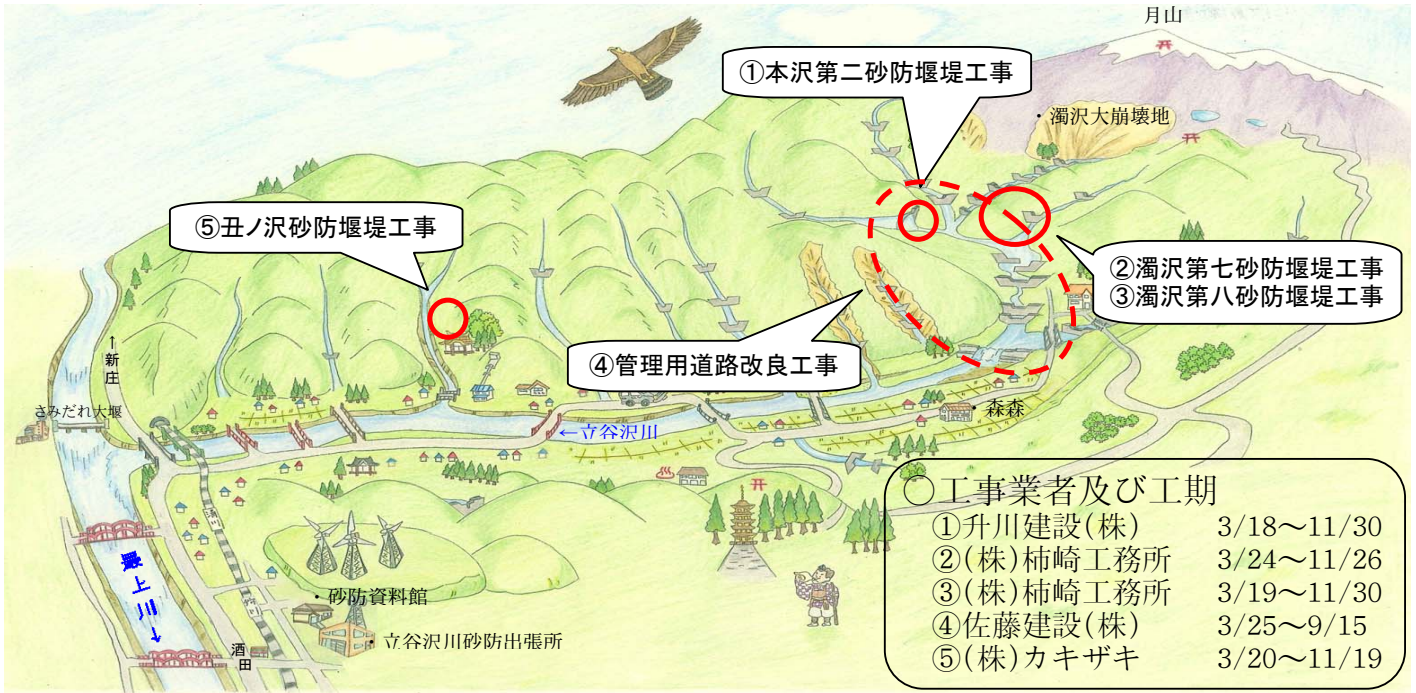 月山
①本沢第二砂防堰堤工事
・濁沢大崩壊地
⑤丑ノ沢砂防堰堤工事
②濁沢第七砂防堰堤工事
③濁沢第八砂防堰堤工事
④管理用道路改良工事
←新庄
さみだれ大堰
←立谷沢川
・森森
最上川→
・砂防資料館
・立谷沢川砂防出張所
酒田
○工事業者及び工期
①升川建設(株) 3/18～11/30
②(株)柿崎工務所 3/24～11/26
③(株)柿崎工務所 3/19～11/30
④佐藤建設(株) 3/25～9/15
⑤(株)カキザキ 3/20～11/19